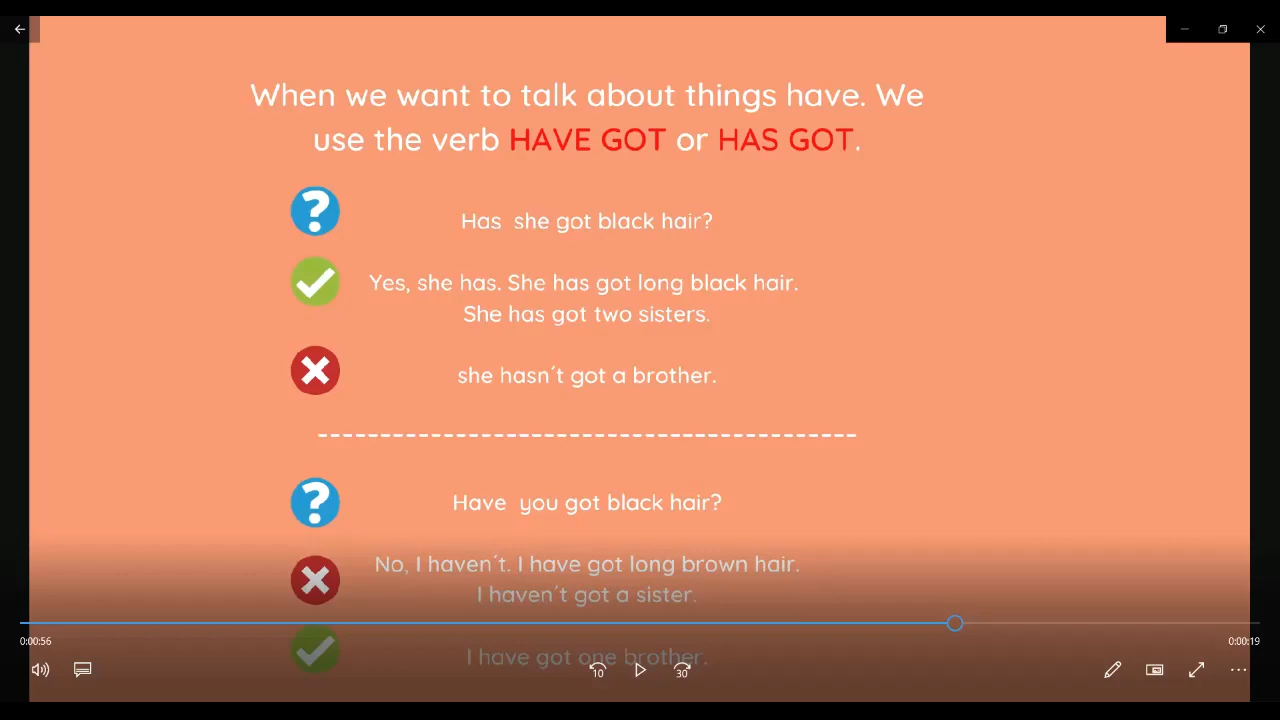 When we want to talk about things have. We
use the verb HAVE GOT or HAS GOT.
Has she got black hair?
Yes, she has. She has got long black hair.
She has got two sisters.
she hasn´t got a brother.
------------------------------------------
Have you got black hair?
No, I haven´t. I have got long brown hair.
I haven´t got a sister.
0:00:56
0:00:19
I have got one brother.
10
30